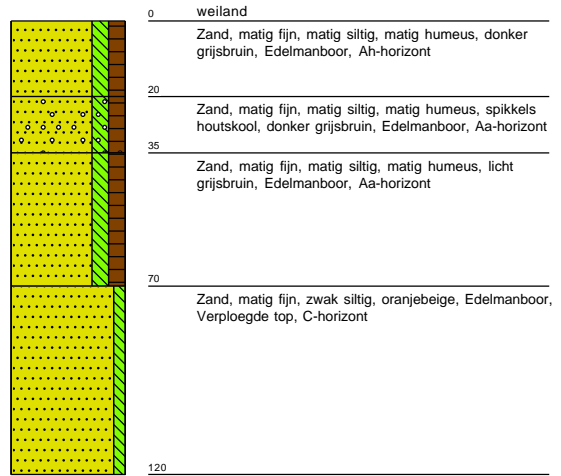 0 weiland
Zand, matig fijn, matig siltig, matig humeus, donker
grijsbruin, Edelmanboor, Ah-horizont
20
Zand, matig fijn, matig siltig, matig humeus, spikkels
houtskool, donker grijsbruin, Edelmanboor, Aa-horizont
35
Zand, matig fijn, matig siltig, matig humeus, licht
grijsbruin, Edelmanboor, Aa-horizont
70
Zand, matig fijn, zwak siltig, oranjebeige, Edelmanboor,
Verploegde top, C-horizont
120